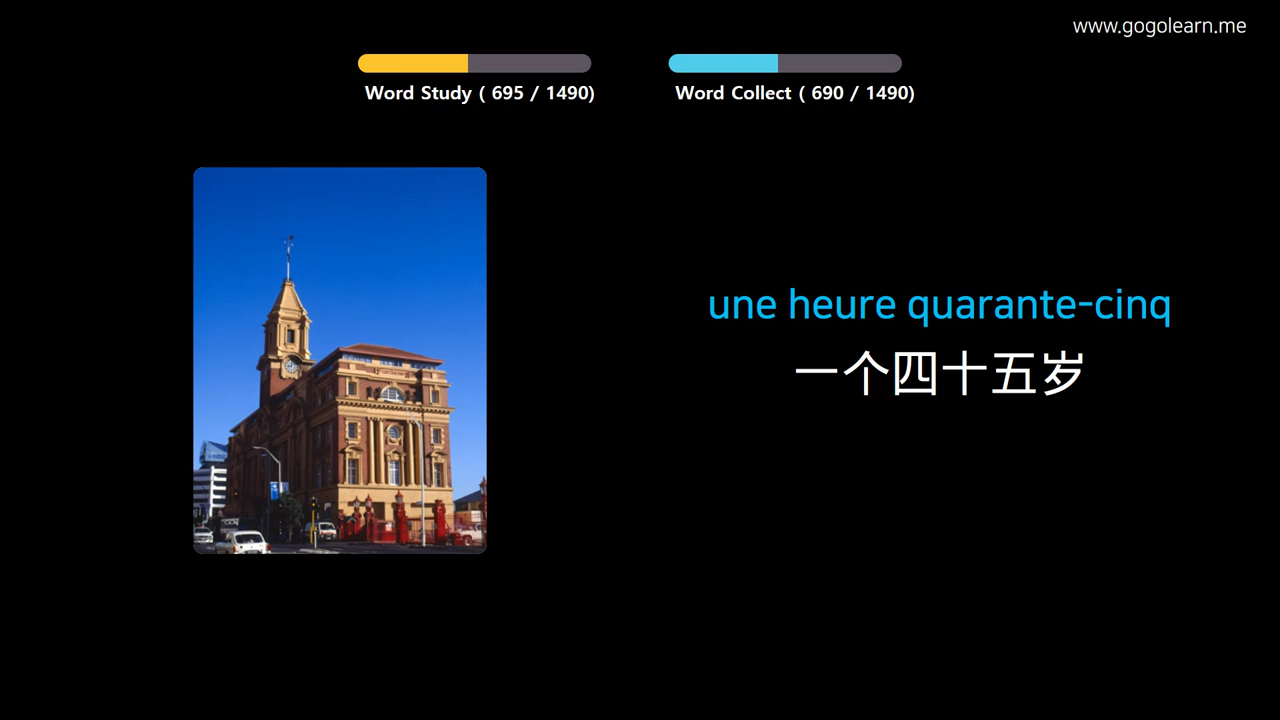 www.gogolearn.me
Word Study ( 695 / 1490)
Word Collect ( 690 / 1490)
une heure quarante-cinq
一个四十五岁